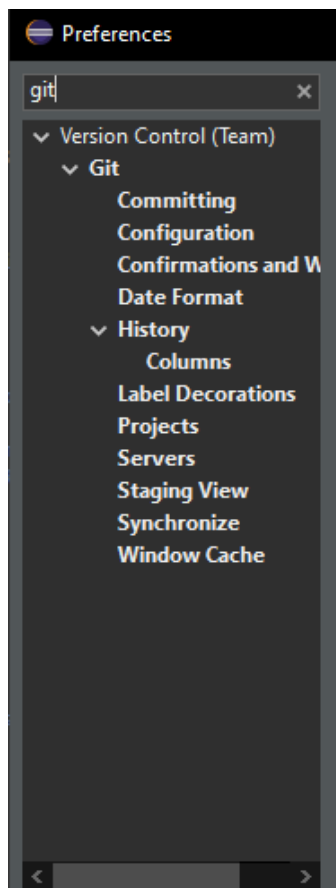 Preferences
git
Version Control (Team)
Git
Committing
Configuration
Confirmations and W
Date Format
History
Columns
Label Decorations
Projects
Servers
Staging View
Synchronize
Window Cache